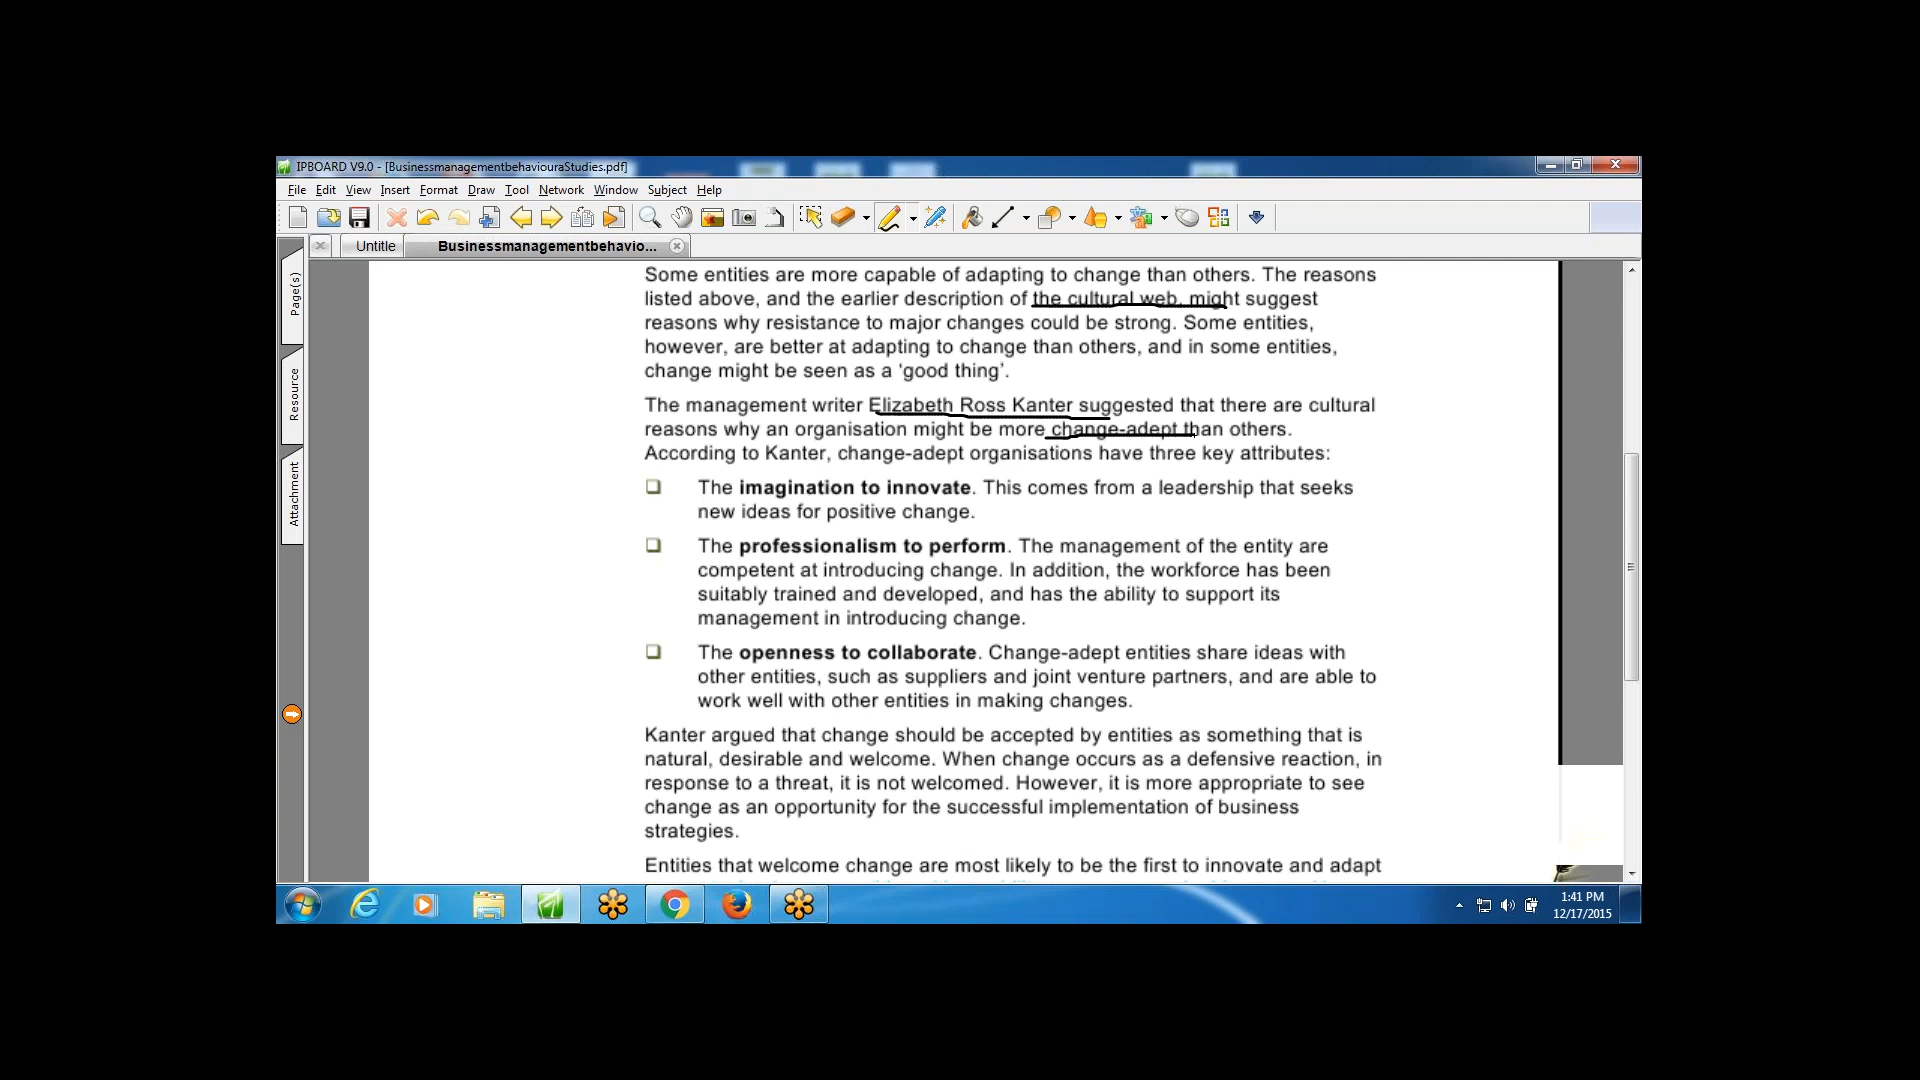 IPBOARD V9.0 - [BusinessmanagementbehaviouraStudies.pdf]
File Edit View Insert Format Draw Tool Network Window Subject Help
Untitle Businessmanagementbehavio...
Page(s)
Resource
Attachment
Some entities are more capable of adapting to change than others. The reasons
listed above, and the earlier description of the cultural web, might suggest
reasons why resistance to major changes could be strong. Some entities,
however, are better at adapting to change than others, and in some entities,
change might be seen as a ‘good thing’.
The management writer Elizabeth Ross Kanter suggested that there are cultural
reasons why an organisation might be more change-adept than others.
According to Kanter, change-adept organisations have three key attributes:
❑ The imagination to innovate. This comes from a leadership that seeks
new ideas for positive change.
❑ The professionalism to perform. The management of the entity are
competent at introducing change. In addition, the workforce has been
suitably trained and developed, and has the ability to support its
management in introducing change.
❑ The openness to collaborate. Change-adept entities share ideas with
other entities, such as suppliers and joint venture partners, and are able to
work well with other entities in making changes.
Kanter argued that change should be accepted by entities as something that is
natural, desirable and welcome. When change occurs as a defensive reaction, in
response to a threat, it is not welcomed. However, it is more appropriate to see
change as an opportunity for the successful implementation of business
strategies.
Entities that welcome change are most likely to be the first to innovate and adapt
1:41 PM
12/17/2015